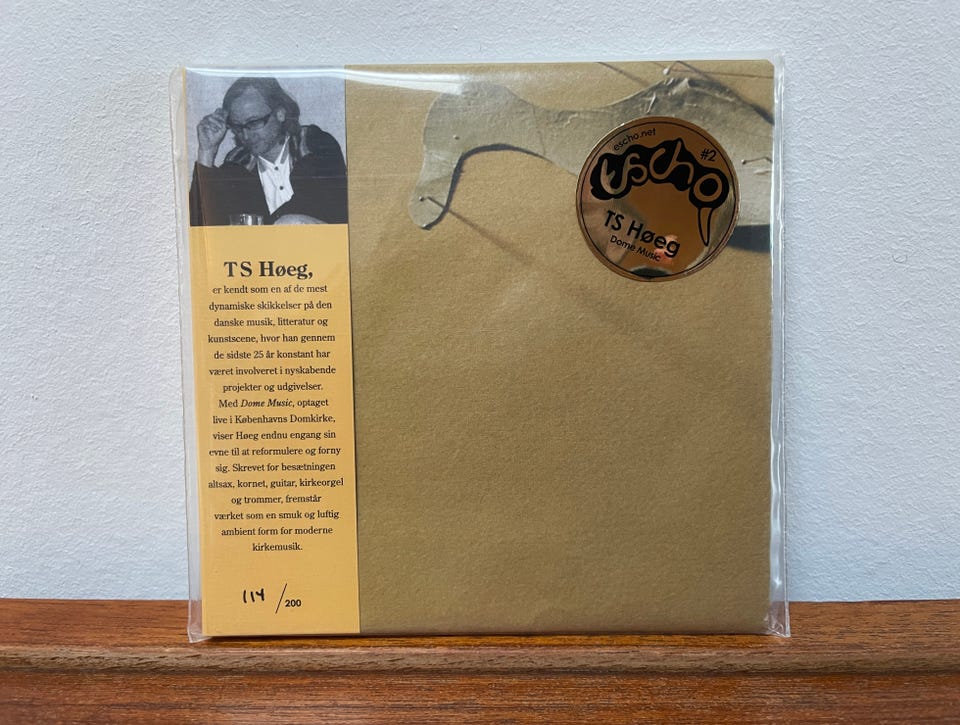 TS Høeg,
er kendt som en af de mest
dynamiske skikkelser på den
danske musik, litteratur og
kunstscene, hvor han gennem
de sidste 25 år konstant har
været involveret i nyskabende
projekter og udgivelser.
Med Dome Music, optaget
live i Københavns Domkirke,
viser Høeg endnu engang sin
evne til at reformulere og forny
sig. Skrevet for besætningen
altsax, kornet, guitar, kirkeorgel
og trommer, fremstår
værket som en smuk og luftig
ambient form for moderne
kirkemusik.
114 /200
escho.net
#2
escho
TS Høeg
Dome Music